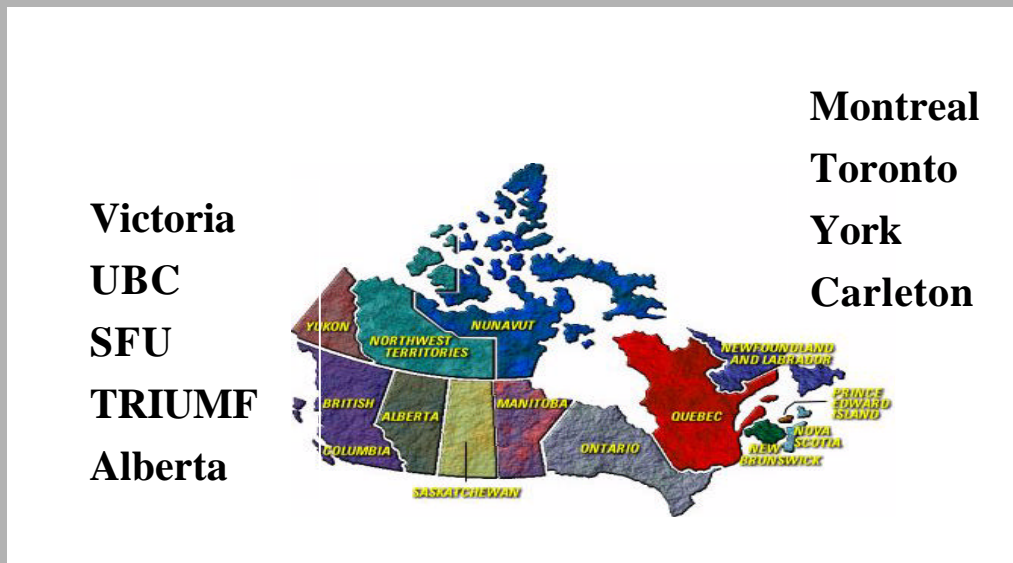 Montreal
Toronto
York
Carleton
Victoria
UBC
SFU
TRIUMF
Alberta
YUKON
NORTHWEST
TERRITORIES
NUNAVUT
BRITISH
COLUMBIA
ALBERTA
SASKATCHEWAN
MANITOBA
ONTARIO
QUEBEC
NEWFOUNDLAND
AND LABRADOR
PRINCE
EDWARD
ISLAND
NOVA
SCOTIA
NEW
BRUNSWICK